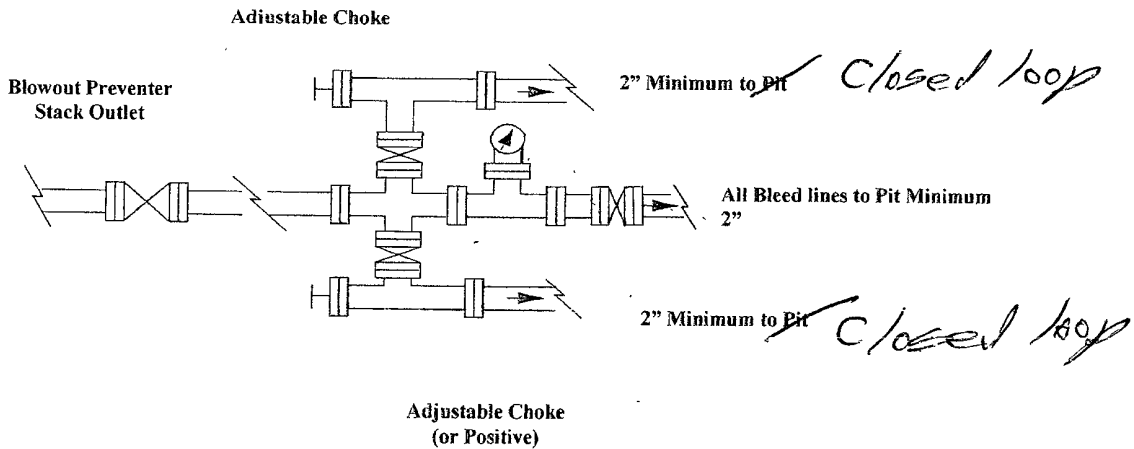 Adjustable Choke
Blowout Preventer
Stack Outlet
2" Minimum to Pit Closed loop
All Bleed lines to Pit Minimum
2"
2" Minimum to Pit Closed loop
Adjustable Choke
(or Positive)